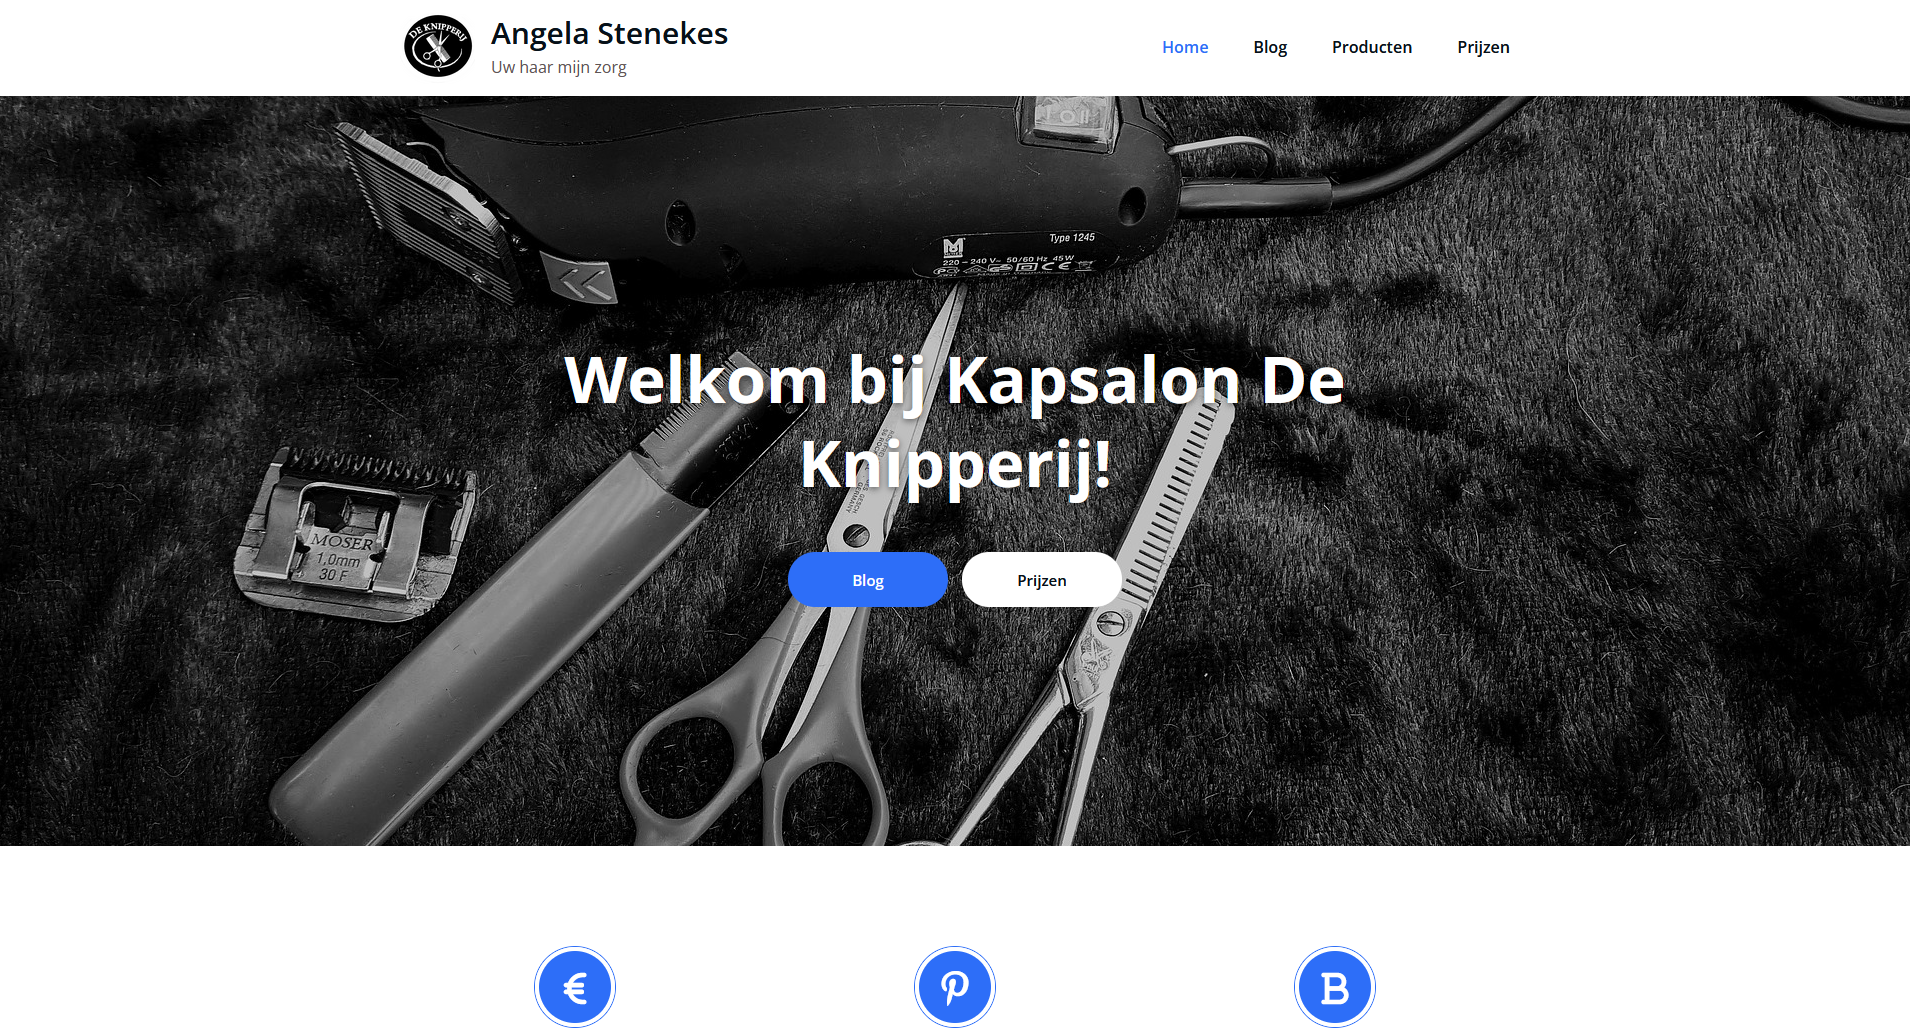 DE KNIPPERIJ
Angela Stenekes
Uw haar mijn zorg
Home
Blog
Producten
Prijzen
Type 1245
220 – 240 V~ 50/60 Hz 45W
Welkom bij Kapsalon De
Knipperij!
MOSER
1,0mm
30 F
GERMANY
Blog
Prijzen